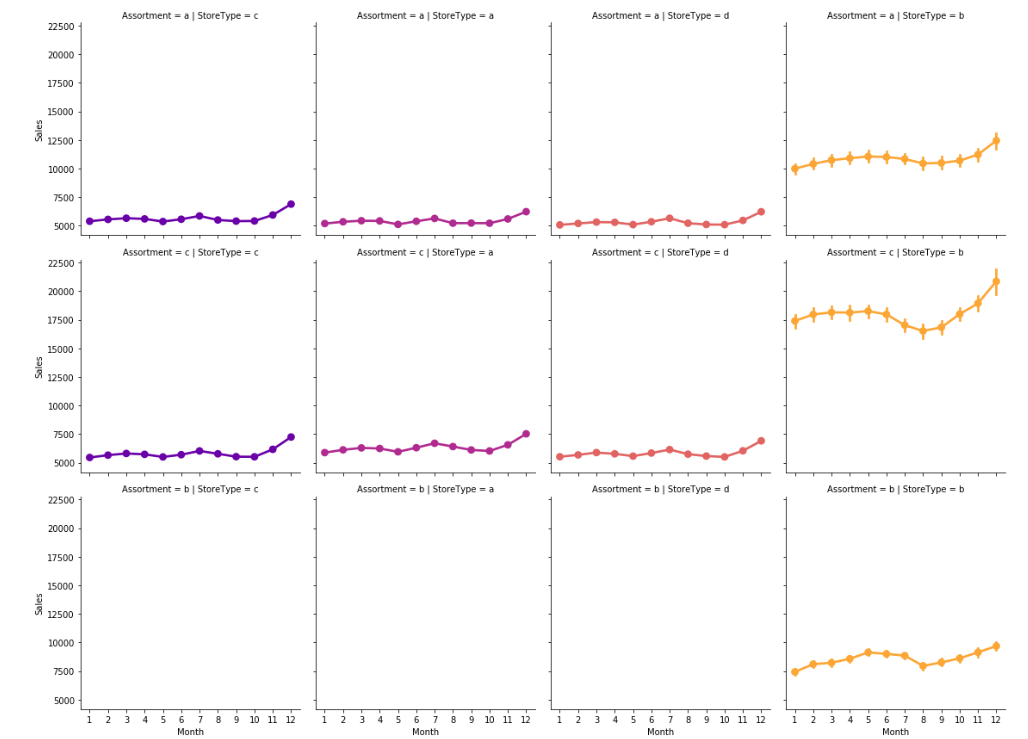 Assortment = a | StoreType = c
Assortment = a | StoreType = a
Assortment = a | StoreType = d
Assortment = a | StoreType = b
22500
20000
17500
15000
12500
10000
7500
5000
Sales
Assortment = c | StoreType = c
Assortment = c | StoreType = a
Assortment = c | StoreType = d
Assortment = c | StoreType = b
22500
20000
17500
15000
12500
10000
7500
5000
Sales
Assortment = b | StoreType = c
Assortment = b | StoreType = a
Assortment = b | StoreType = d
Assortment = b | StoreType = b
22500
20000
17500
15000
12500
10000
7500
5000
Sales
1 2 3 4 5 6 7 8 9 10 11 12
1 2 3 4 5 6 7 8 9 10 11 12
1 2 3 4 5 6 7 8 9 10 11 12
1 2 3 4 5 6 7 8 9 10 11 12
Month
Month
Month
Month